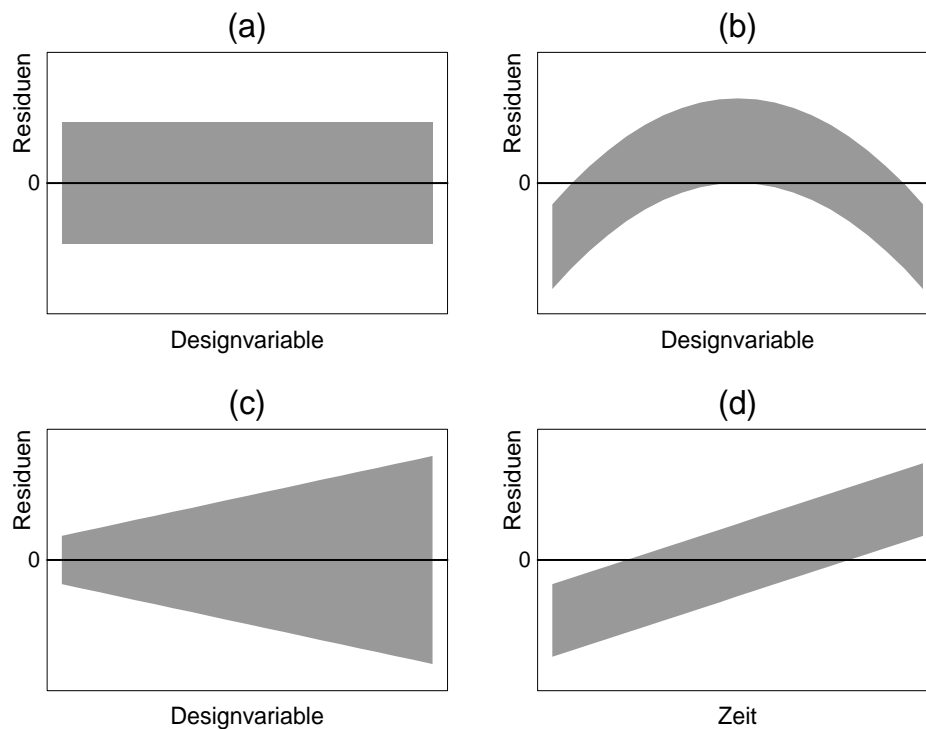 (a)
Residuen
0
Designvariable
(b)
Residuen
0
Designvariable
(c)
Residuen
0
Designvariable
(d)
Residuen
0
Zeit